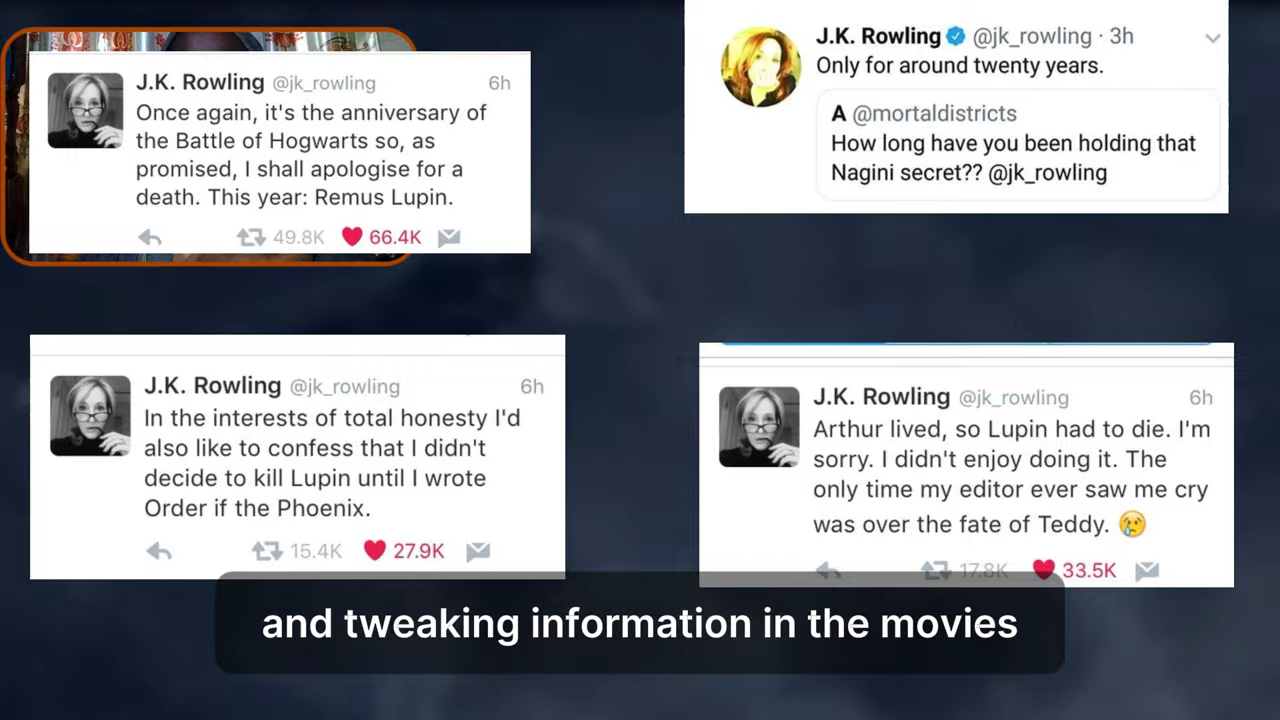 J.K. Rowling @jk_rowling 6h
Once again, it's the anniversary of
the Battle of Hogwarts so, as
promised, I shall apologise for a
death. This year: Remus Lupin.
49.8K 66.4K
J.K. Rowling @jk_rowling · 3h
Only for around twenty years.
A @mortaldistricts
How long have you been holding that
Nagini secret?? @jk_rowling
J.K. Rowling @jk_rowling 6h
In the interests of total honesty I'd
also like to confess that I didn't
decide to kill Lupin until I wrote
Order if the Phoenix.
15.4K 27.9K
J.K. Rowling @jk_rowling 6h
Arthur lived, so Lupin had to die. I'm
sorry. I didn't enjoy doing it. The
only time my editor ever saw me cry
was over the fate of Teddy. 😢
17.8K 33.5K
and tweaking information in the movies